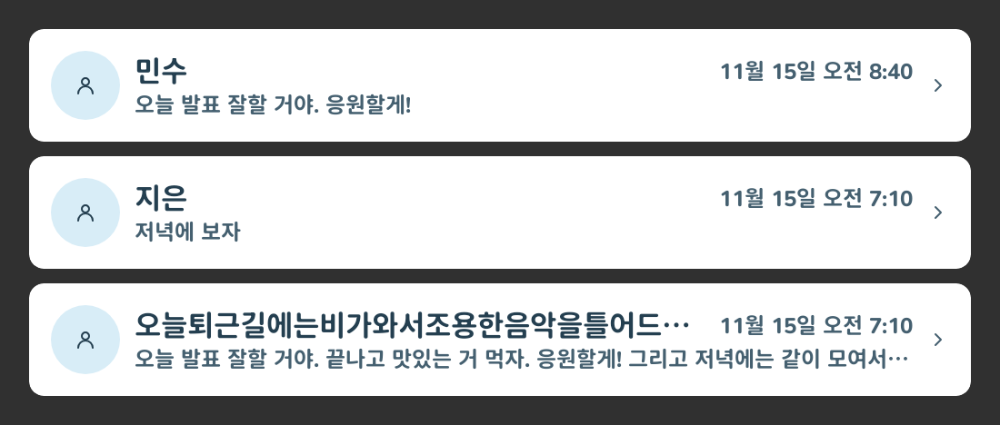 민수
11월 15일 오전 8:40
오늘 발표 잘할 거야. 응원할게!
지은
11월 15일 오전 7:10
저녁에 보자
오늘퇴근길에는비가와서조용한음악을틀어드…
11월 15일 오전 7:10
오늘 발표 잘할 거야. 끝나고 맛있는 거 먹자. 응원할게! 그리고 저녁에는 같이 모여서…